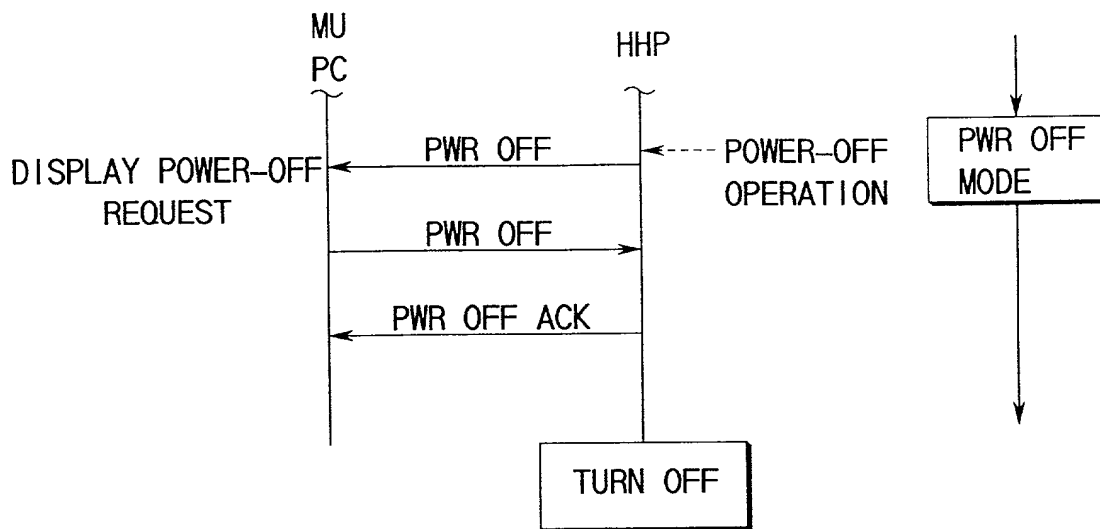 MU
PC
HHP
PWR OFF
MODE
PWR OFF
POWER-OFF
OPERATION
DISPLAY POWER-OFF
REQUEST
PWR OFF
PWR OFF ACK
TURN OFF